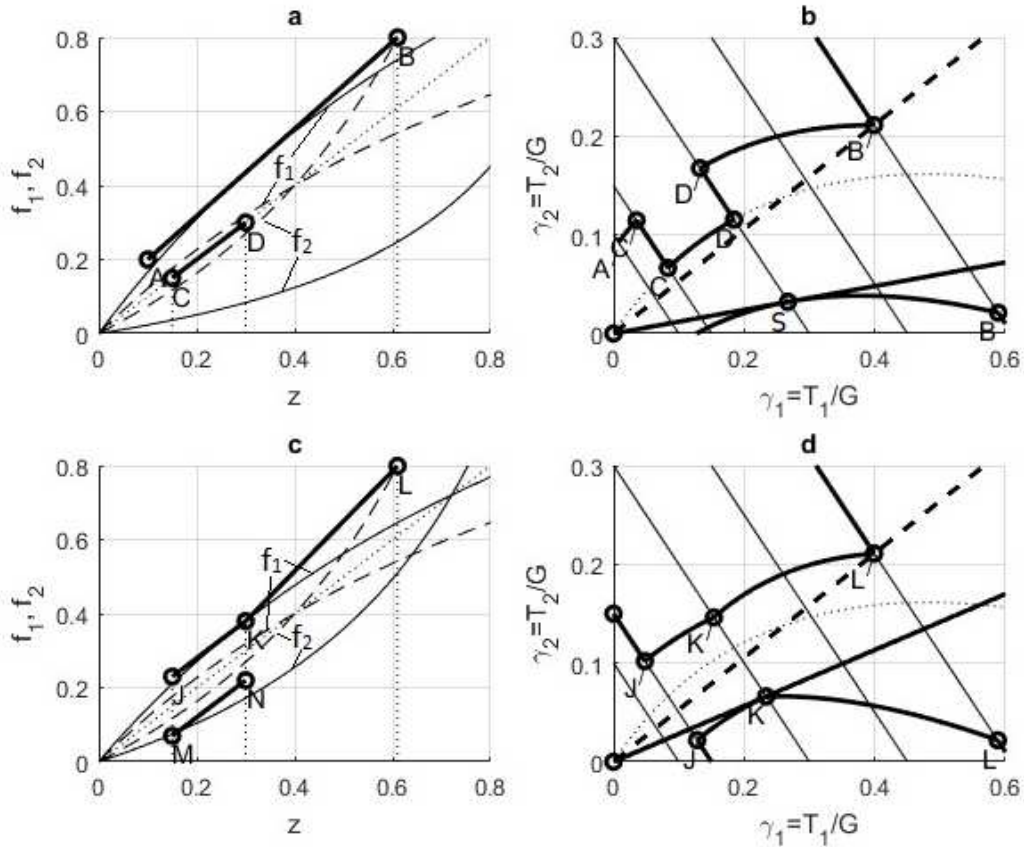 a
0.8
0.6
0.4
0.2
0
f₁, f₂
B
f₁
D
f₂
A
C
0
0.2
0.4
0.6
0.8
z
b
0.3
0.2
0.1
0
γ₂=T₂/G
B
D
D
C
A
C
S
B
0
0.2
0.4
0.6
γ₁=T₁/G
c
0.8
0.6
0.4
0.2
0
f₁, f₂
L
f₁
K
f₂
J
N
M
0
0.2
0.4
0.6
0.8
z
d
0.3
0.2
0.1
0
γ₂=T₂/G
L
K
J
K
J
L
0
0.2
0.4
0.6
γ₁=T₁/G